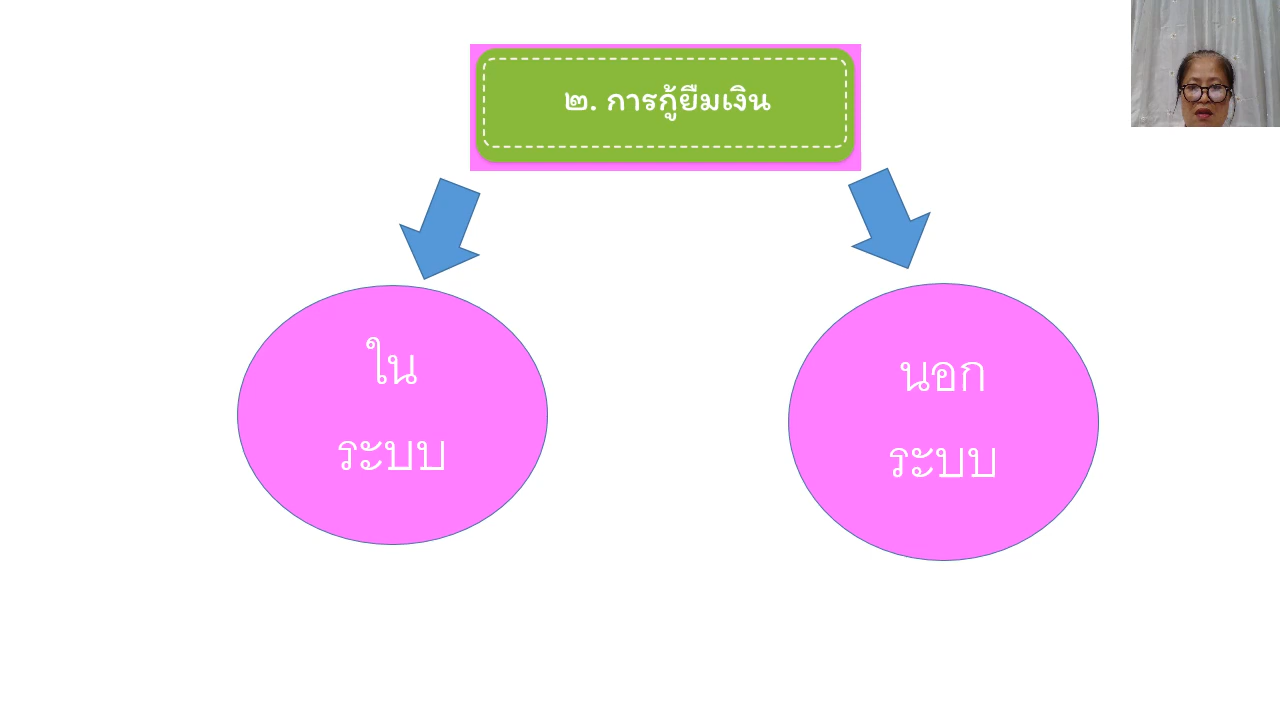 ๒. การกู้ยืมเงิน
ใน
ระบบ
นอก
ระบบ